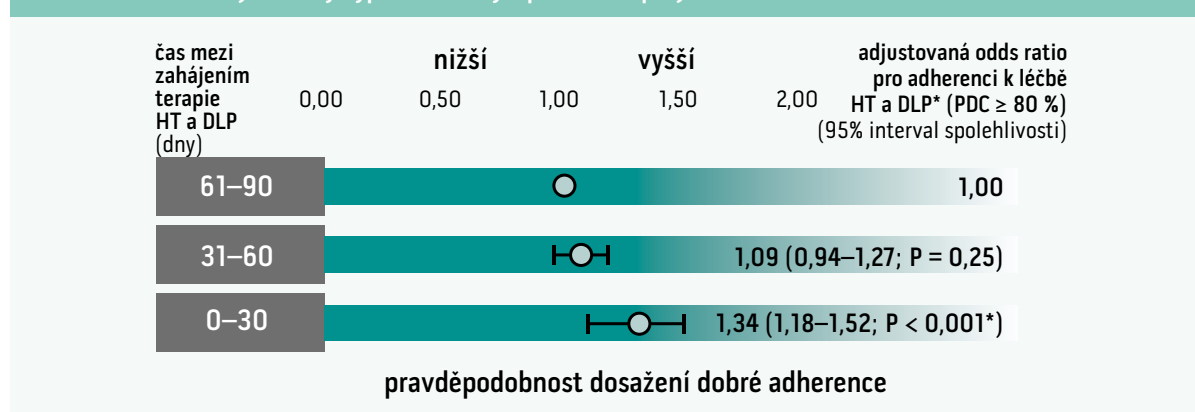 čas mezi
zahájením
terapie
HT a DLP
(dny)
nižší
vyšší
0,00 0,50 1,00 1,50 2,00
adjustovaná odds ratio
pro adherenci k léčbě
HT a DLP* (PDC ≥ 80 %)
(95% interval spolehlivosti)
61–90 1,00
31–60 1,09 (0,94–1,27; P = 0,25)
0–30 1,34 (1,18–1,52; P < 0,001*)
pravděpodobnost dosažení dobré adherence